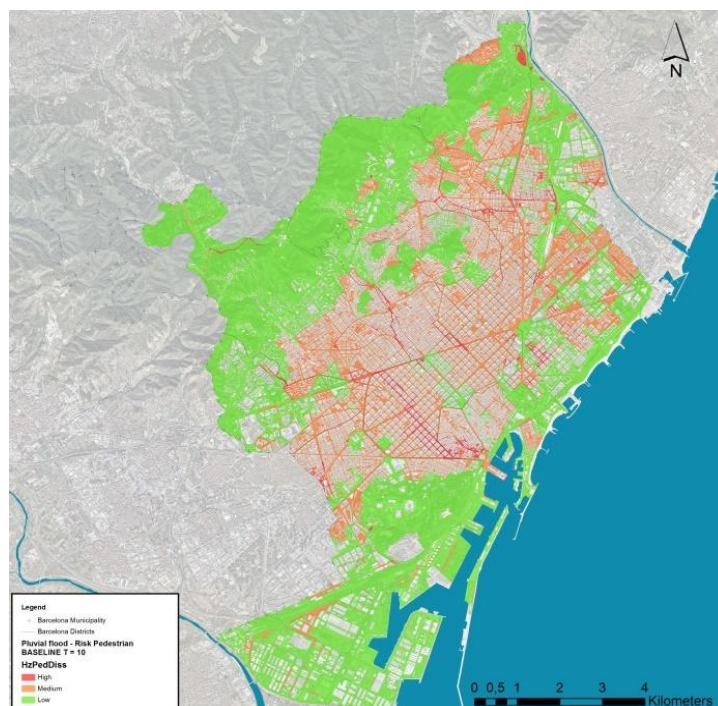 N
Legend
Barcelona Municipality
Barcelona Districts
Pluvial flood - Risk Pedestrian
BASELINE T = 10
HzPedDiss
High
Medium
Low
0 0,5 1 2 3 4
Kilometers